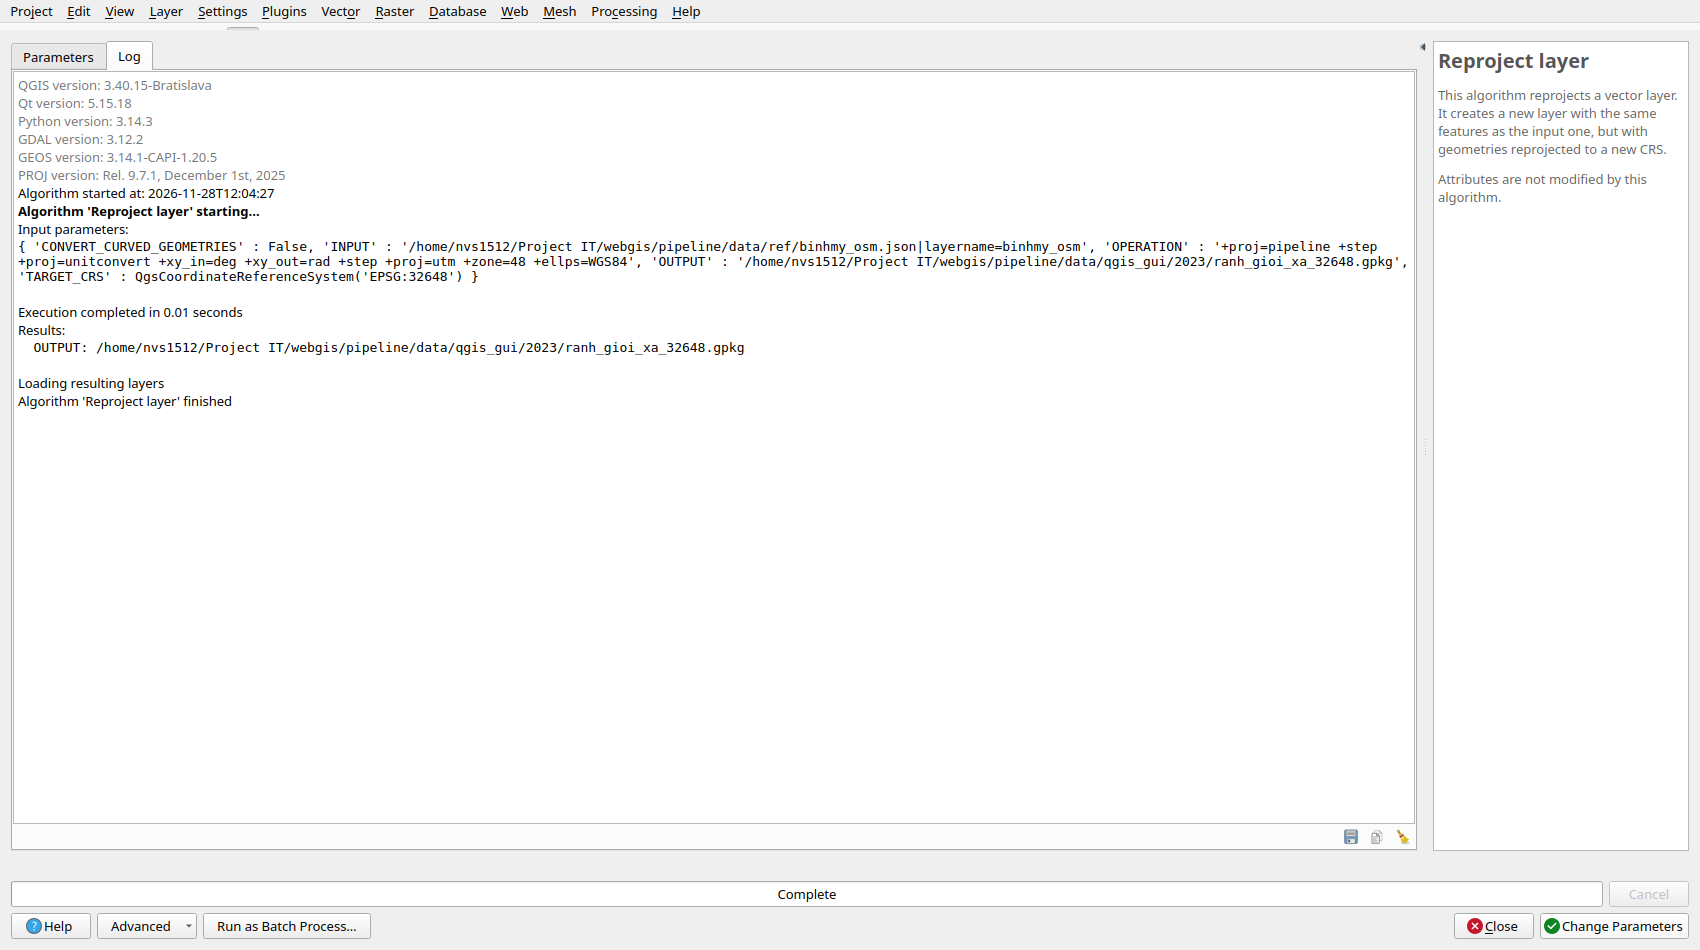 Project Edit View Layer Settings Plugins Vector Raster Database Web Mesh Processing Help
Parameters Log
QGIS version: 3.40.15-Bratislava
Qt version: 5.15.18
Python version: 3.14.3
GDAL version: 3.12.2
GEOS version: 3.14.1-CAPI-1.20.5
PROJ version: Rel. 9.7.1, December 1st, 2025
Algorithm started at: 2026-11-28T12:04:27
Algorithm 'Reproject layer' starting…
Input parameters:
{ 'CONVERT_CURVED_GEOMETRIES' : False, 'INPUT' : '/home/nvs1512/Project IT/webgis/pipeline/data/ref/binhmy_osm.json|layername=binhmy_osm', 'OPERATION' : '+proj=pipeline +step
+proj=unitconvert +xy_in=deg +xy_out=rad +step +proj=utm +zone=48 +ellps=WGS84', 'OUTPUT' : '/home/nvs1512/Project IT/webgis/pipeline/data/qgis_gui/2023/ranh_gioi_xa_32648.gpkg',
'TARGET_CRS' : QgsCoordinateReferenceSystem('EPSG:32648') }
Execution completed in 0.01 seconds
Results:
OUTPUT: /home/nvs1512/Project IT/webgis/pipeline/data/qgis_gui/2023/ranh_gioi_xa_32648.gpkg
Loading resulting layers
Algorithm 'Reproject layer' finished
Reproject layer
This algorithm reprojects a vector layer.
It creates a new layer with the same
features as the input one, but with
geometries reprojected to a new CRS.
Attributes are not modified by this
algorithm.
Complete
Cancel
Help
Advanced
Run as Batch Process…
Close
Change Parameters